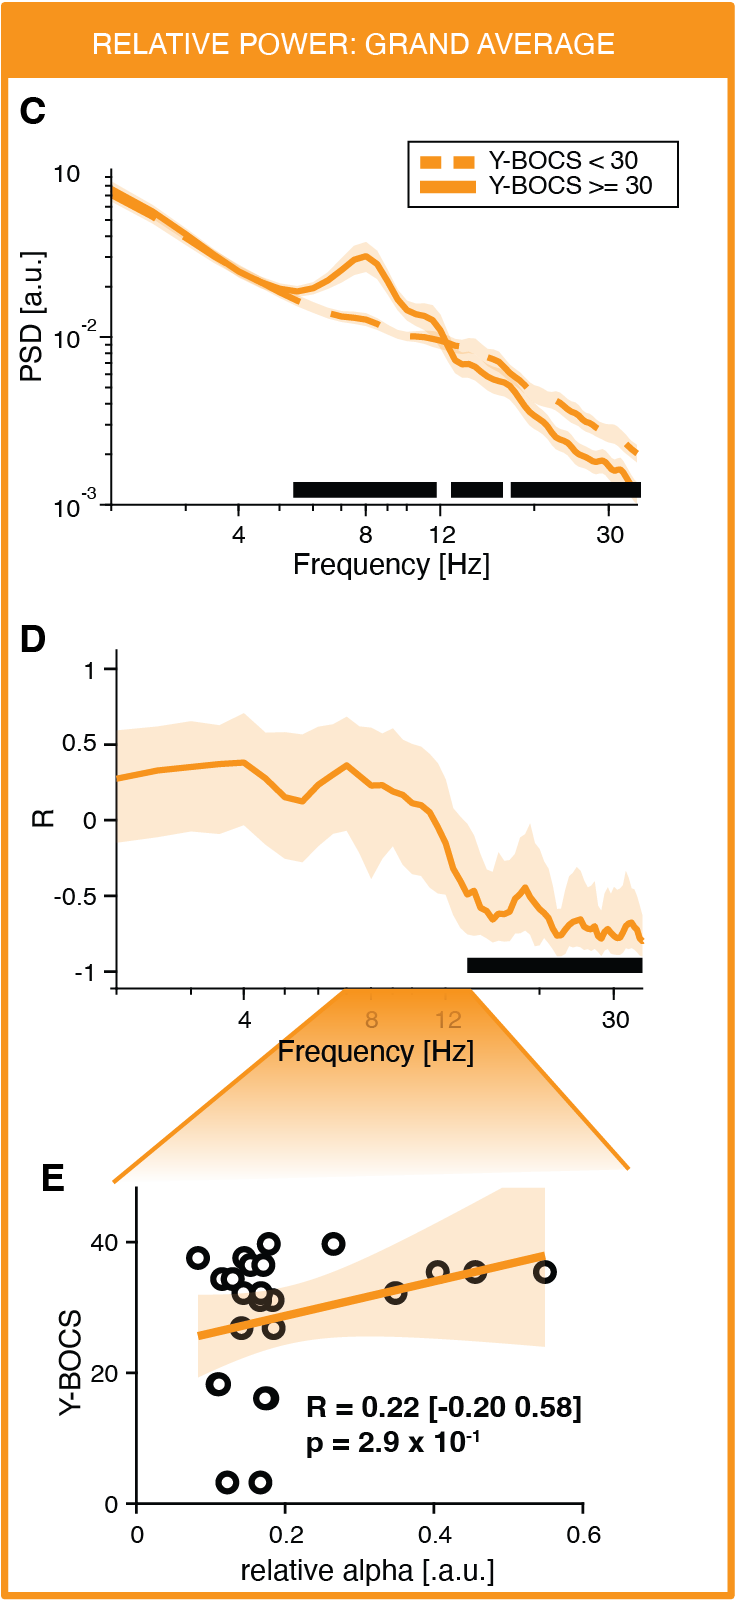 RELATIVE POWER: GRAND AVERAGE
C
Y-BOCS < 30
Y-BOCS >= 30
10
10-2
10-3
PSD [a.u.]
4 8 12 30
Frequency [Hz]
D
1
0.5
0
-0.5
-1
R
4 8 12 30
Frequency [Hz]
E
40
20
0
Y-BOCS
R = 0.22 [-0.20 0.58]
p = 2.9 x 10-1
0 0.2 0.4 0.6
relative alpha [.a.u.]